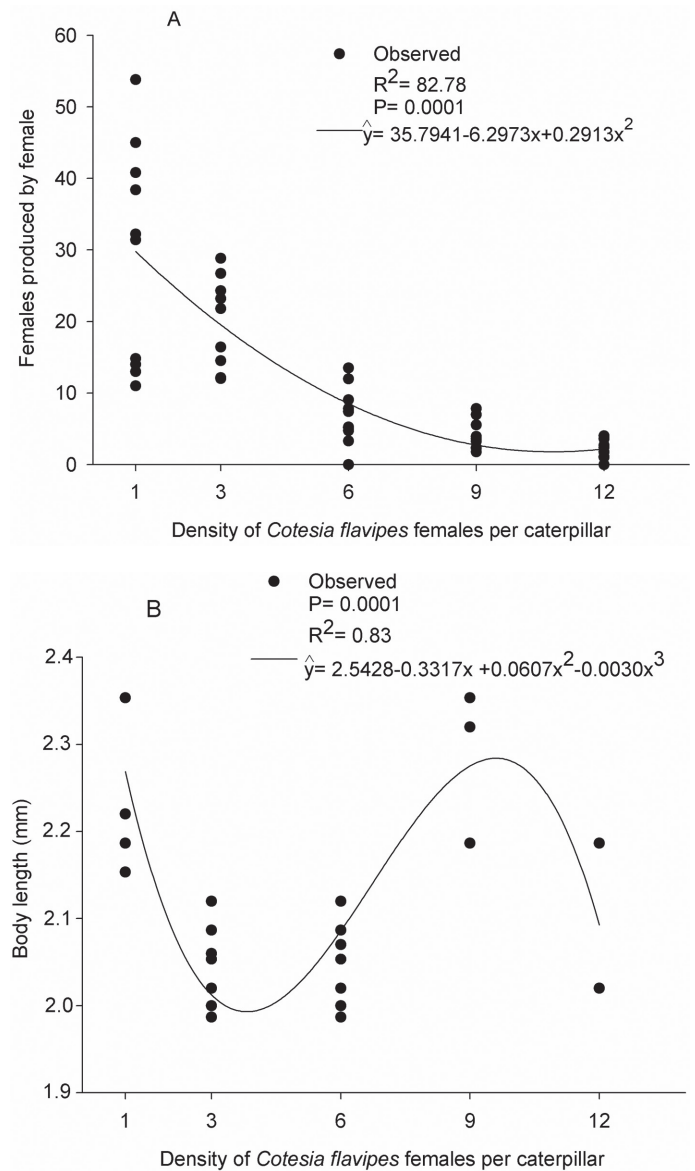 A
60
50
40
30
20
10
0
Females produced by female
Observed
R2= 82.78
P= 0.0001
ŷ= 35.7941-6.2973x+0.2913x2
1 3 6 9 12
Density of Cotesia flavipes females per caterpillar
B
Observed
P= 0.0001
R2= 0.83
ŷ= 2.5428-0.3317x +0.0607x2-0.0030x3
2.4
2.3
2.2
2.1
2.0
1.9
Body length (mm)
1 3 6 9 12
Density of Cotesia flavipes females per caterpillar